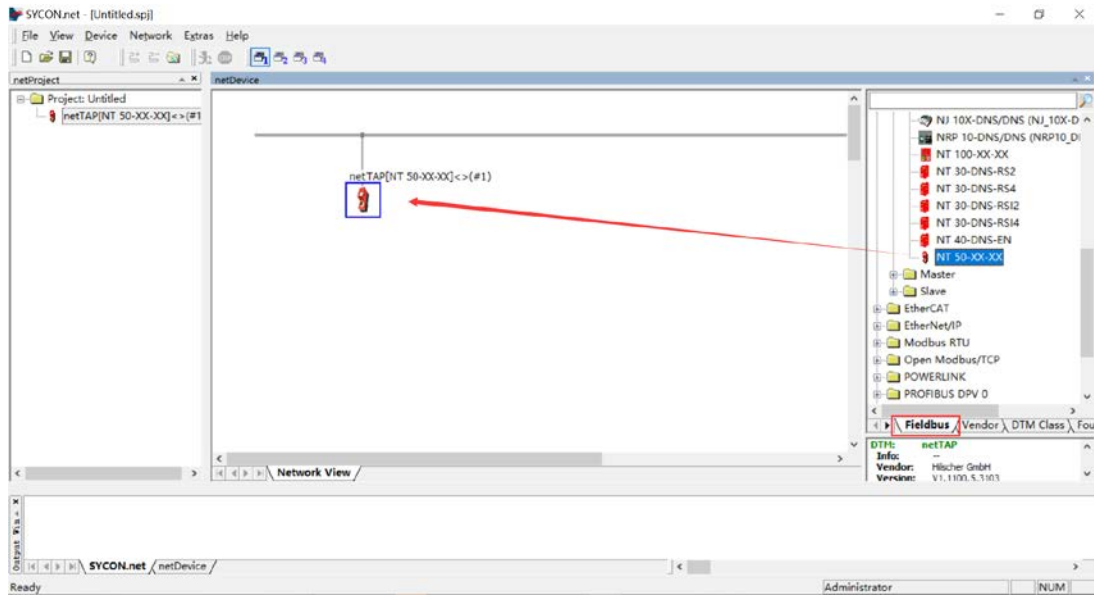 SYCON.net - [Untitled.spj]
File View Device Network Extras Help
netProject
netDevice
Project: Untitled
netTAP[NT 50-XX-XX]<>(#1
netTAP[NT 50-XX-XX]<>(#1)
NJ 10X-DNS/DNS (NJ_10X-D
NRP 10-DNS/DNS (NRP10_DI
NT 100-XX-XX
NT 30-DNS-RS2
NT 30-DNS-RS4
NT 30-DNS-RSI2
NT 30-DNS-RSI4
NT 40-DNS-EN
NT 50-XX-XX
Master
Slave
EtherCAT
EtherNet/IP
Modbus RTU
Open Modbus/TCP
POWERLINK
PROFIBUS DPV 0
Fieldbus Vendor DTM Class Fou
DTM: netTAP
Info: --
Vendor: Hilscher GmbH
Version: V1.1100.5.3103
Network View
Output Win
SYCON.net netDevice
Ready
Administrator
NUM